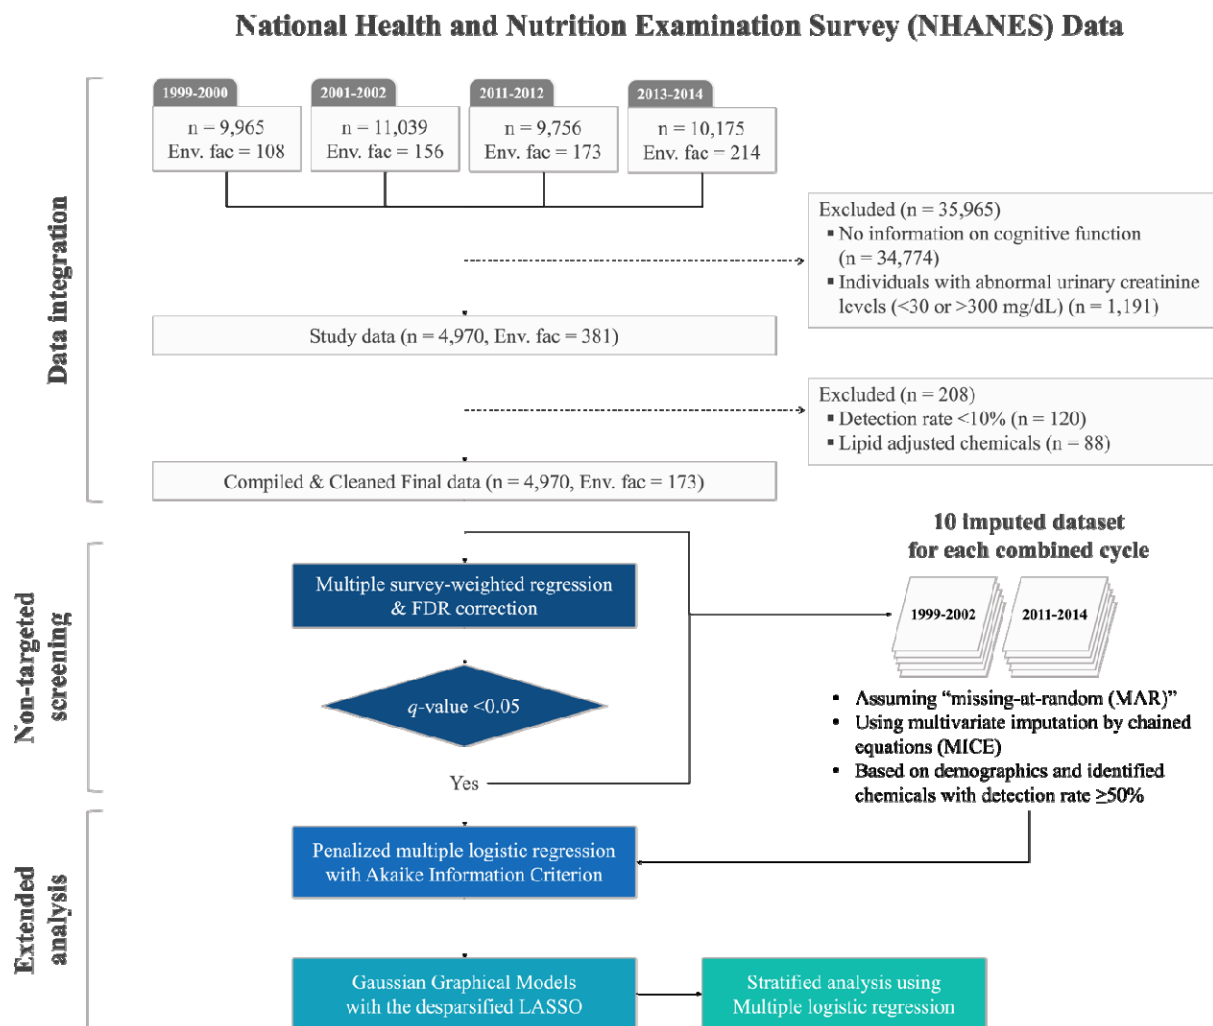 National Health and Nutrition Examination Survey (NHANES) Data
1999-2000
n = 9,965
Env. fac = 108
2001-2002
n = 11,039
Env. fac = 156
2011-2012
n = 9,756
Env. fac = 173
2013-2014
n = 10,175
Env. fac = 214
Data integration
Excluded (n = 35,965)
▪ No information on cognitive function
(n = 34,774)
▪ Individuals with abnormal urinary creatinine
levels (<30 or >300 mg/dL) (n = 1,191)
Study data (n = 4,970, Env. fac = 381)
Excluded (n = 208)
▪ Detection rate <10% (n = 120)
▪ Lipid adjusted chemicals (n = 88)
Compiled & Cleaned Final data (n = 4,970, Env. fac = 173)
Non-targeted
screening
Multiple survey-weighted regression
& FDR correction
q-value <0.05
Yes
10 imputed dataset
for each combined cycle
1999-2002
2011-2014
• Assuming “missing-at-random (MAR)”
• Using multivariate imputation by chained
equations (MICE)
• Based on demographics and identified
chemicals with detection rate ≥50%
Extended
analysis
Penalized multiple logistic regression
with Akaike Information Criterion
Gaussian Graphical Models
with the desparsified LASSO
Stratified analysis using
Multiple logistic regression